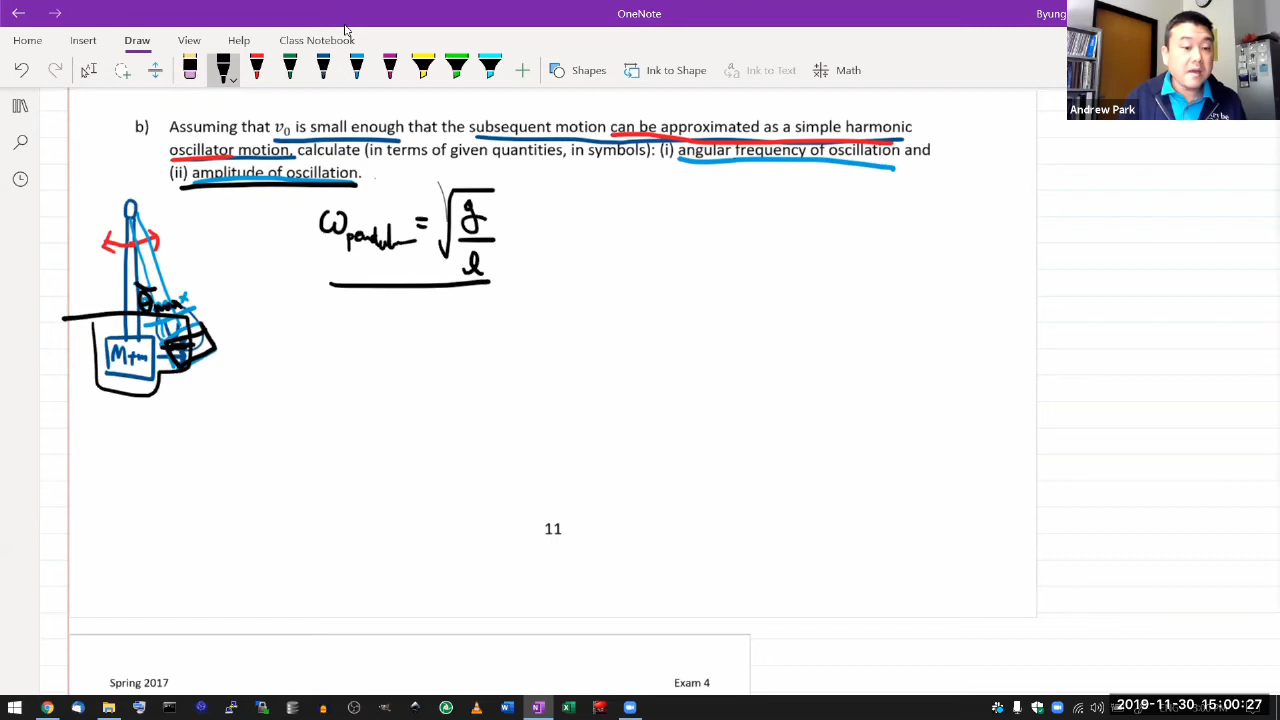 OneNote
Byung
Home Insert Draw View Help Class Notebook
Shapes Ink to Shape Ink to Text Math
Andrew Park
b) Assuming that v₀ is small enough that the subsequent motion can be approximated as a simple harmonic
oscillator motion, calculate (in terms of given quantities, in symbols): (i) angular frequency of oscillation and
(ii) amplitude of oscillation.
ω pendulum = √(g/l)
M+m
11
Spring 2017 Exam 4
2019-11-30 15:00:27